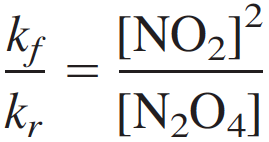 k_f / k_r = [NO₂]² / [N₂O₄]